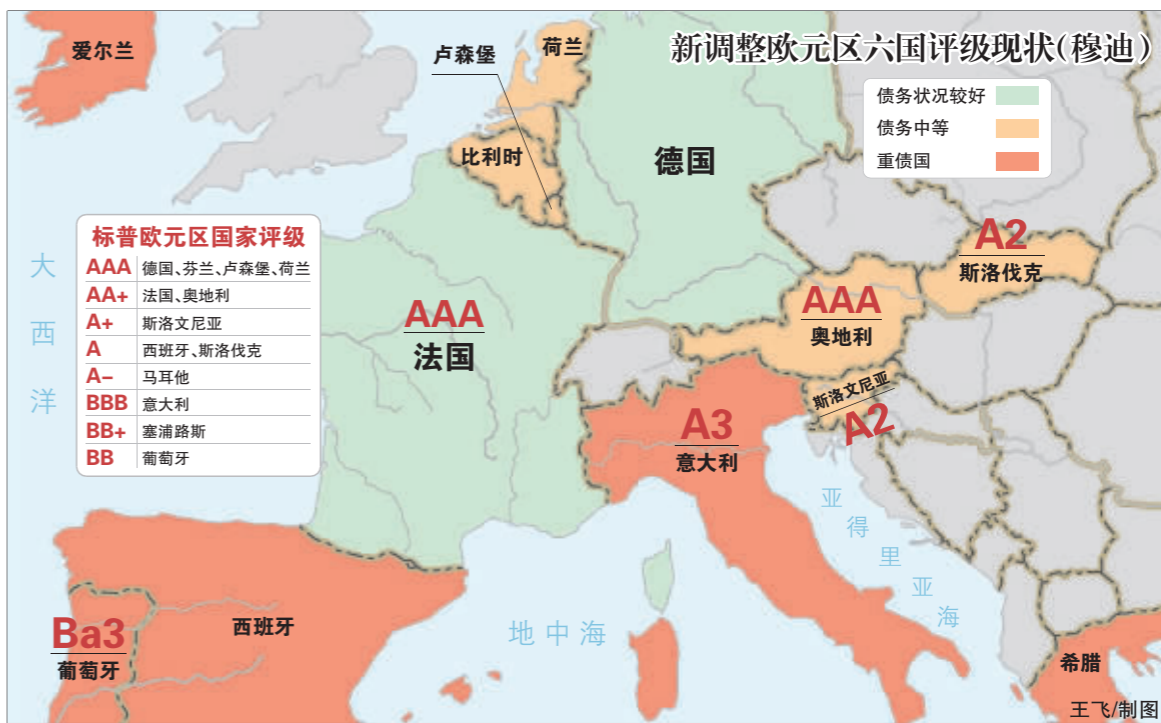 新调整欧元区六国评级现状(穆迪)
债务状况较好
债务中等
重债国
爱尔兰
卢森堡
荷兰
比利时
德国
标普欧元区国家评级
AAA 德国、芬兰、卢森堡、荷兰
AA+ 法国、奥地利
A+ 斯洛文尼亚
A 西班牙、斯洛伐克
A- 马耳他
BBB 意大利
BB+ 塞浦路斯
BB 葡萄牙
大西洋
AAA
法国
A2
斯洛伐克
AAA
奥地利
斯洛文尼亚
A2
A3
意大利
亚得里亚海
地中海
西班牙
Ba3
葡萄牙
希腊
王飞/制图